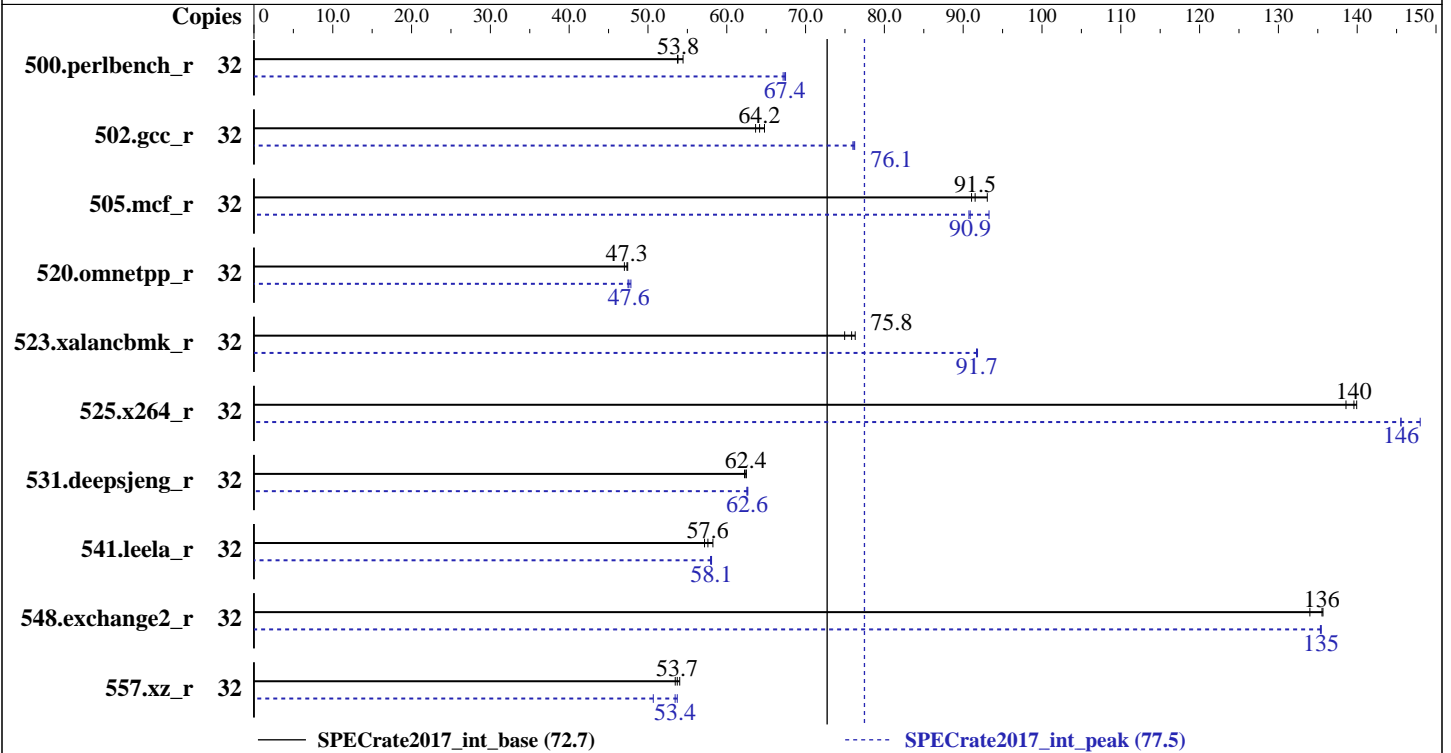 Copies 0 10.0 20.0 30.0 40.0 50.0 60.0 70.0 80.0 90.0 100 110 120 130 140 150
53.8
500.perlbench_r 32
67.4
64.2
502.gcc_r 32
76.1
91.5
505.mcf_r 32
90.9
47.3
520.omnetpp_r 32
47.6
75.8
523.xalancbmk_r 32
91.7
140
525.x264_r 32
146
62.4
531.deepsjeng_r 32
62.6
57.6
541.leela_r 32
58.1
136
548.exchange2_r 32
135
53.7
557.xz_r 32
53.4
SPECrate2017_int_base (72.7) SPECrate2017_int_peak (77.5)